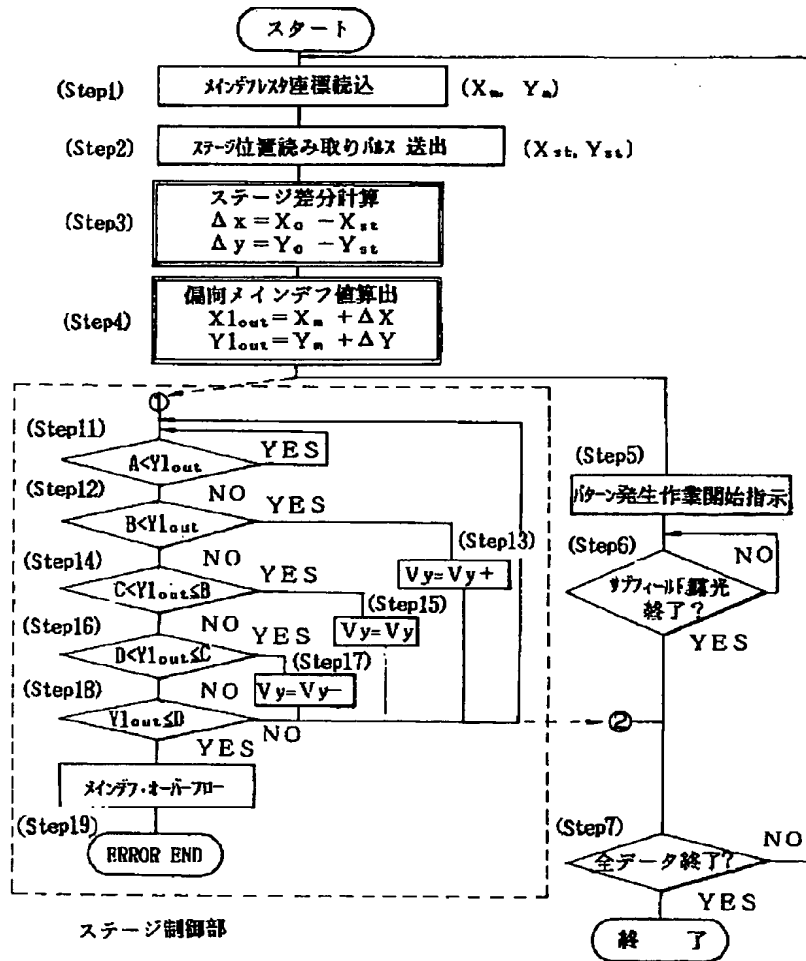 スタート
(Step1)
メインデフレスタ座標読込
(Xm, Ym)
(Step2)
ステージ位置読み取りパルス 送出
(Xst, Yst)
(Step3)
ステージ差分計算
Δx=X0 −Xst
Δy=Y0 −Yst
(Step4)
偏向メインデフ値算出
X1out=Xm +ΔX
Y1out=Ym +ΔY
①
(Step11)
A<Y1out
YES
NO
(Step12)
B<Y1out
YES
NO
(Step13)
Vy=Vy+
(Step14)
C<Y1out≤B
YES
NO
(Step15)
Vy=Vy
(Step16)
D<Y1out≤C
YES
NO
(Step17)
Vy=Vy−
(Step18)
Y1out≤D
NO
YES
メインデフ・オーバーフロー
(Step19)
ERROR END
ステージ制御部
(Step5)
パターン発生作業開始指示
(Step6)
NO
サブフィールド露光
終了？
YES
②
(Step7)
全データ終了?
NO
YES
終 了